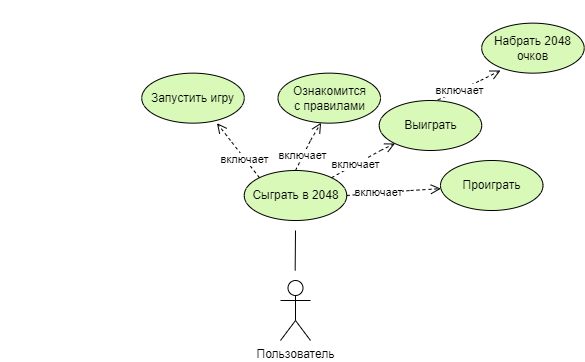 Набрать 2048
очков
включает
Запустить игру
Ознакомится
с правилами
Выиграть
включает
включает
включает
включает
Сыграть в 2048
Проиграть
Пользователь